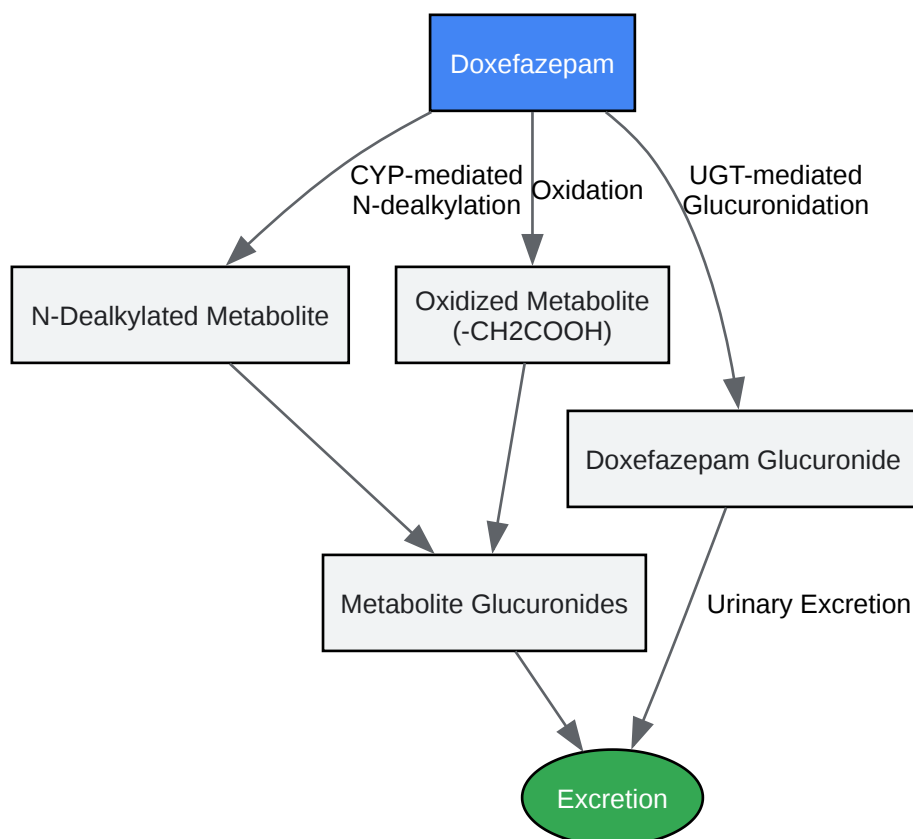 Doxefazepam
CYP-mediated
N-dealkylation
Oxidation
UGT-mediated
Glucuronidation
N-Dealkylated Metabolite
Oxidized Metabolite
(-CH2COOH)
Doxefazepam Glucuronide
Metabolite Glucuronides
Urinary Excretion
Excretion